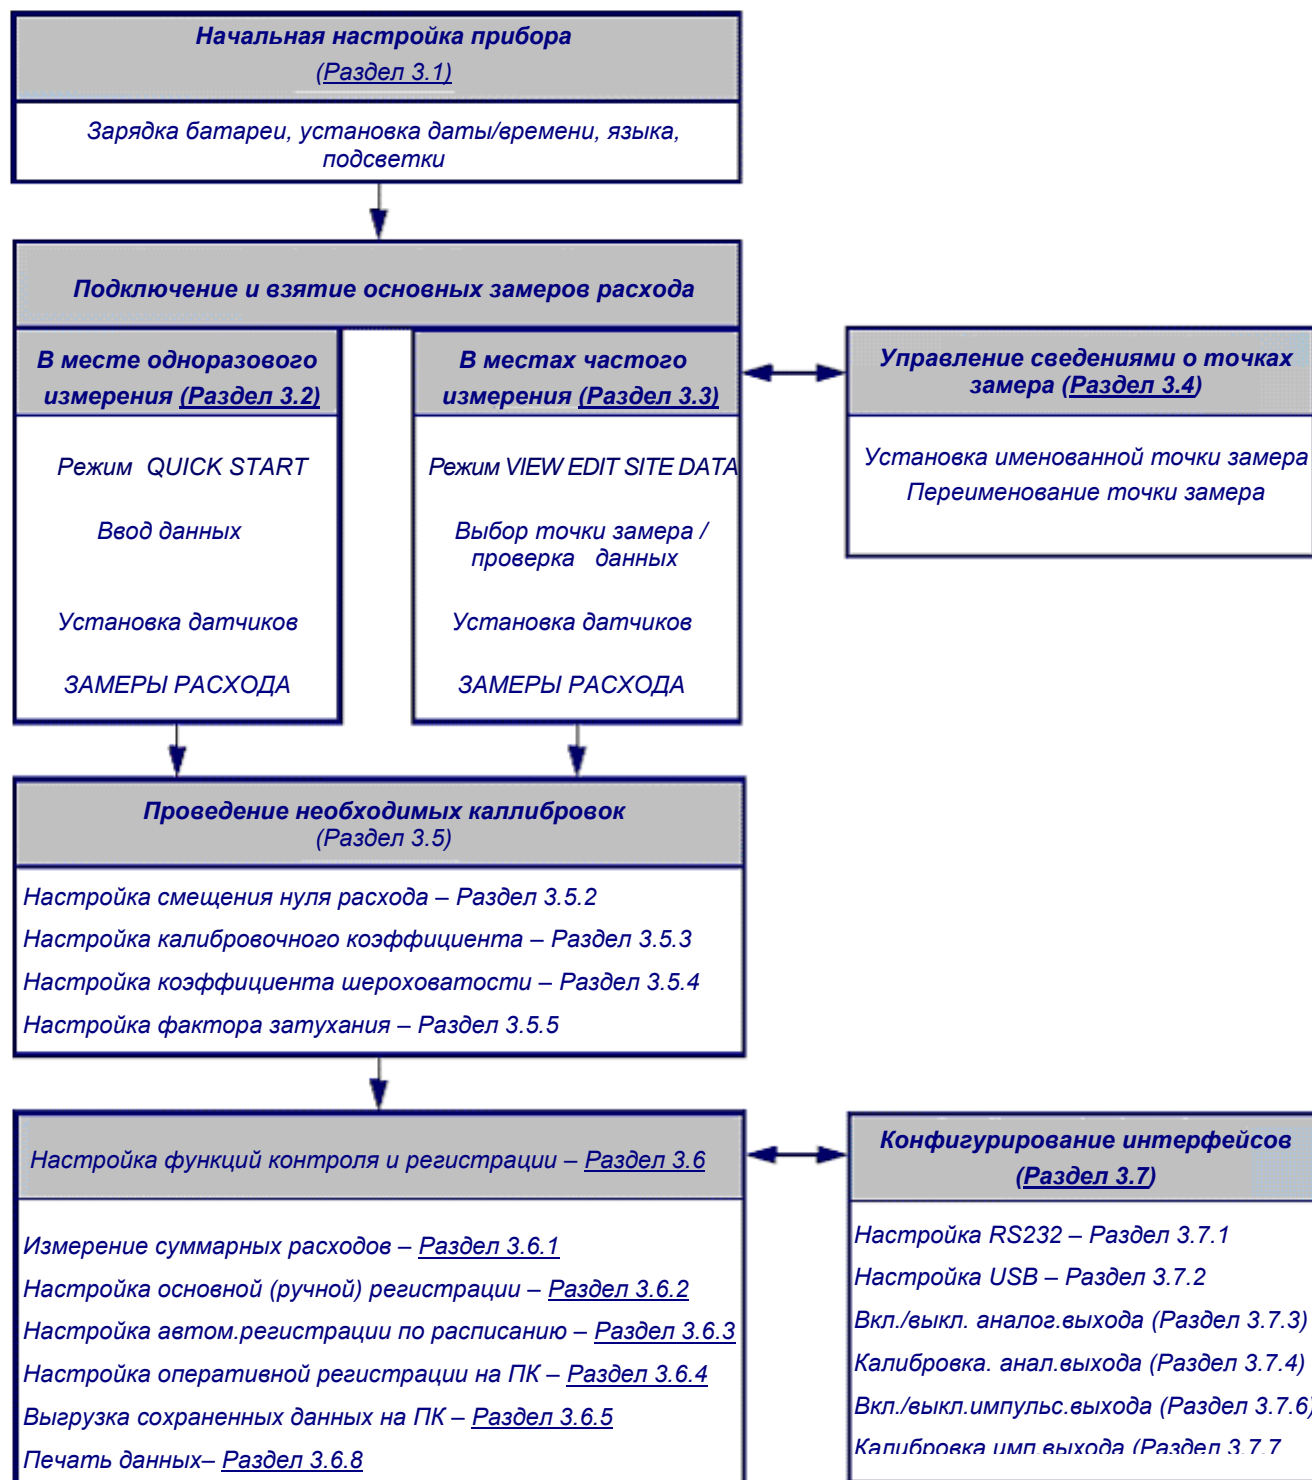 Начальная настройка прибора
(Раздел 3.1)
Зарядка батареи, установка даты/времени, языка,
подсветки
Подключение и взятие основных замеров расхода
В месте одноразового
измерения (Раздел 3.2)
Режим QUICK START
Ввод данных
Установка датчиков
ЗАМЕРЫ РАСХОДА
В местах частого
измерения (Раздел 3.3)
Режим VIEW EDIT SITE DATA
Выбор точки замера /
проверка данных
Установка датчиков
ЗАМЕРЫ РАСХОДА
Управление сведениями о точках
замера (Раздел 3.4)
Установка именованной точки замера
Переименование точки замера
Проведение необходимых каллибровок
(Раздел 3.5)
Настройка смещения нуля расхода – Раздел 3.5.2
Настройка калибровочного коэффициента – Раздел 3.5.3
Настройка коэффициента шероховатости – Раздел 3.5.4
Настройка фактора затухания – Раздел 3.5.5
Настройка функций контроля и регистрации – Раздел 3.6
Измерение суммарных расходов – Раздел 3.6.1
Настройка основной (ручной) регистрации – Раздел 3.6.2
Настройка автом.регистрации по расписанию – Раздел 3.6.3
Настройка оперативной регистрации на ПК – Раздел 3.6.4
Выгрузка сохраненных данных на ПК – Раздел 3.6.5
Печать данных– Раздел 3.6.8
Конфигурирование интерфейсов
(Раздел 3.7)
Настройка RS232 – Раздел 3.7.1
Настройка USB – Раздел 3.7.2
Вкл./выкл. аналог.выхода (Раздел 3.7.3)
Калибровка. анал.выхода (Раздел 3.7.4)
Вкл./выкл.импульс.выхода (Раздел 3.7.6)
Калибровка имп.выхода (Раздел 3.7.7